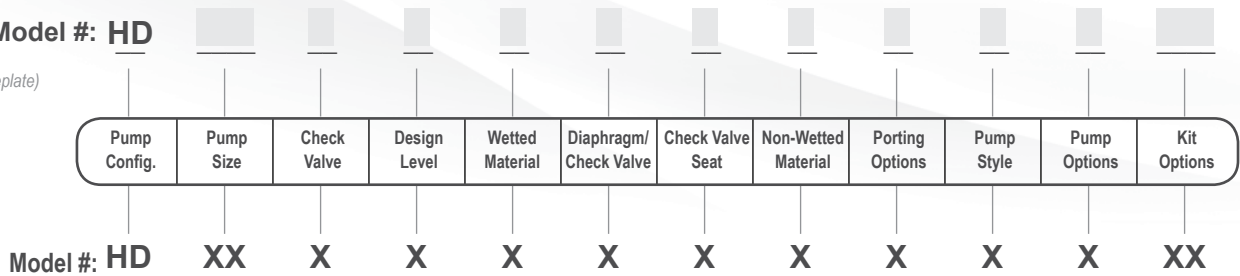 Model #: HD
eplate)
Pump Config. Pump Size Check Valve Design Level Wetted Material Diaphragm/ Check Valve Check Valve Seat Non-Wetted Material Porting Options Pump Style Pump Options Kit Options
Model #: HD XX X X X X X X X X X XX